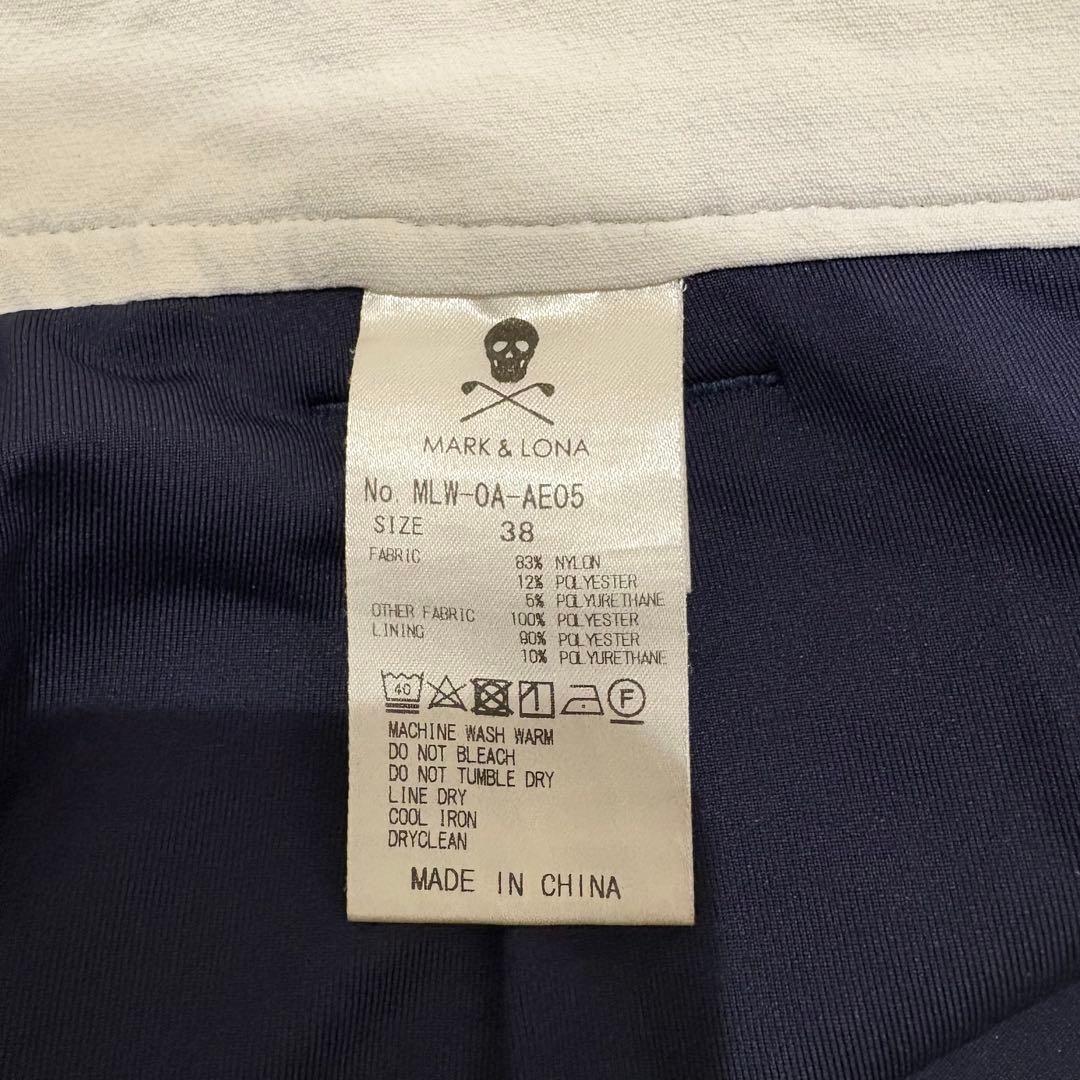 MARK & LONA
No. MLW-0A-AE05
SIZE 38
FABRIC 83% NYLON
12% POLYESTER
5% POLYURETHANE
OTHER FABRIC 100% POLYESTER
LINING 90% POLYESTER
10% POLYURETHANE
40 F
MACHINE WASH WARM
DO NOT BLEACH
DO NOT TUMBLE DRY
LINE DRY
COOL IRON
DRYCLEAN
MADE IN CHINA